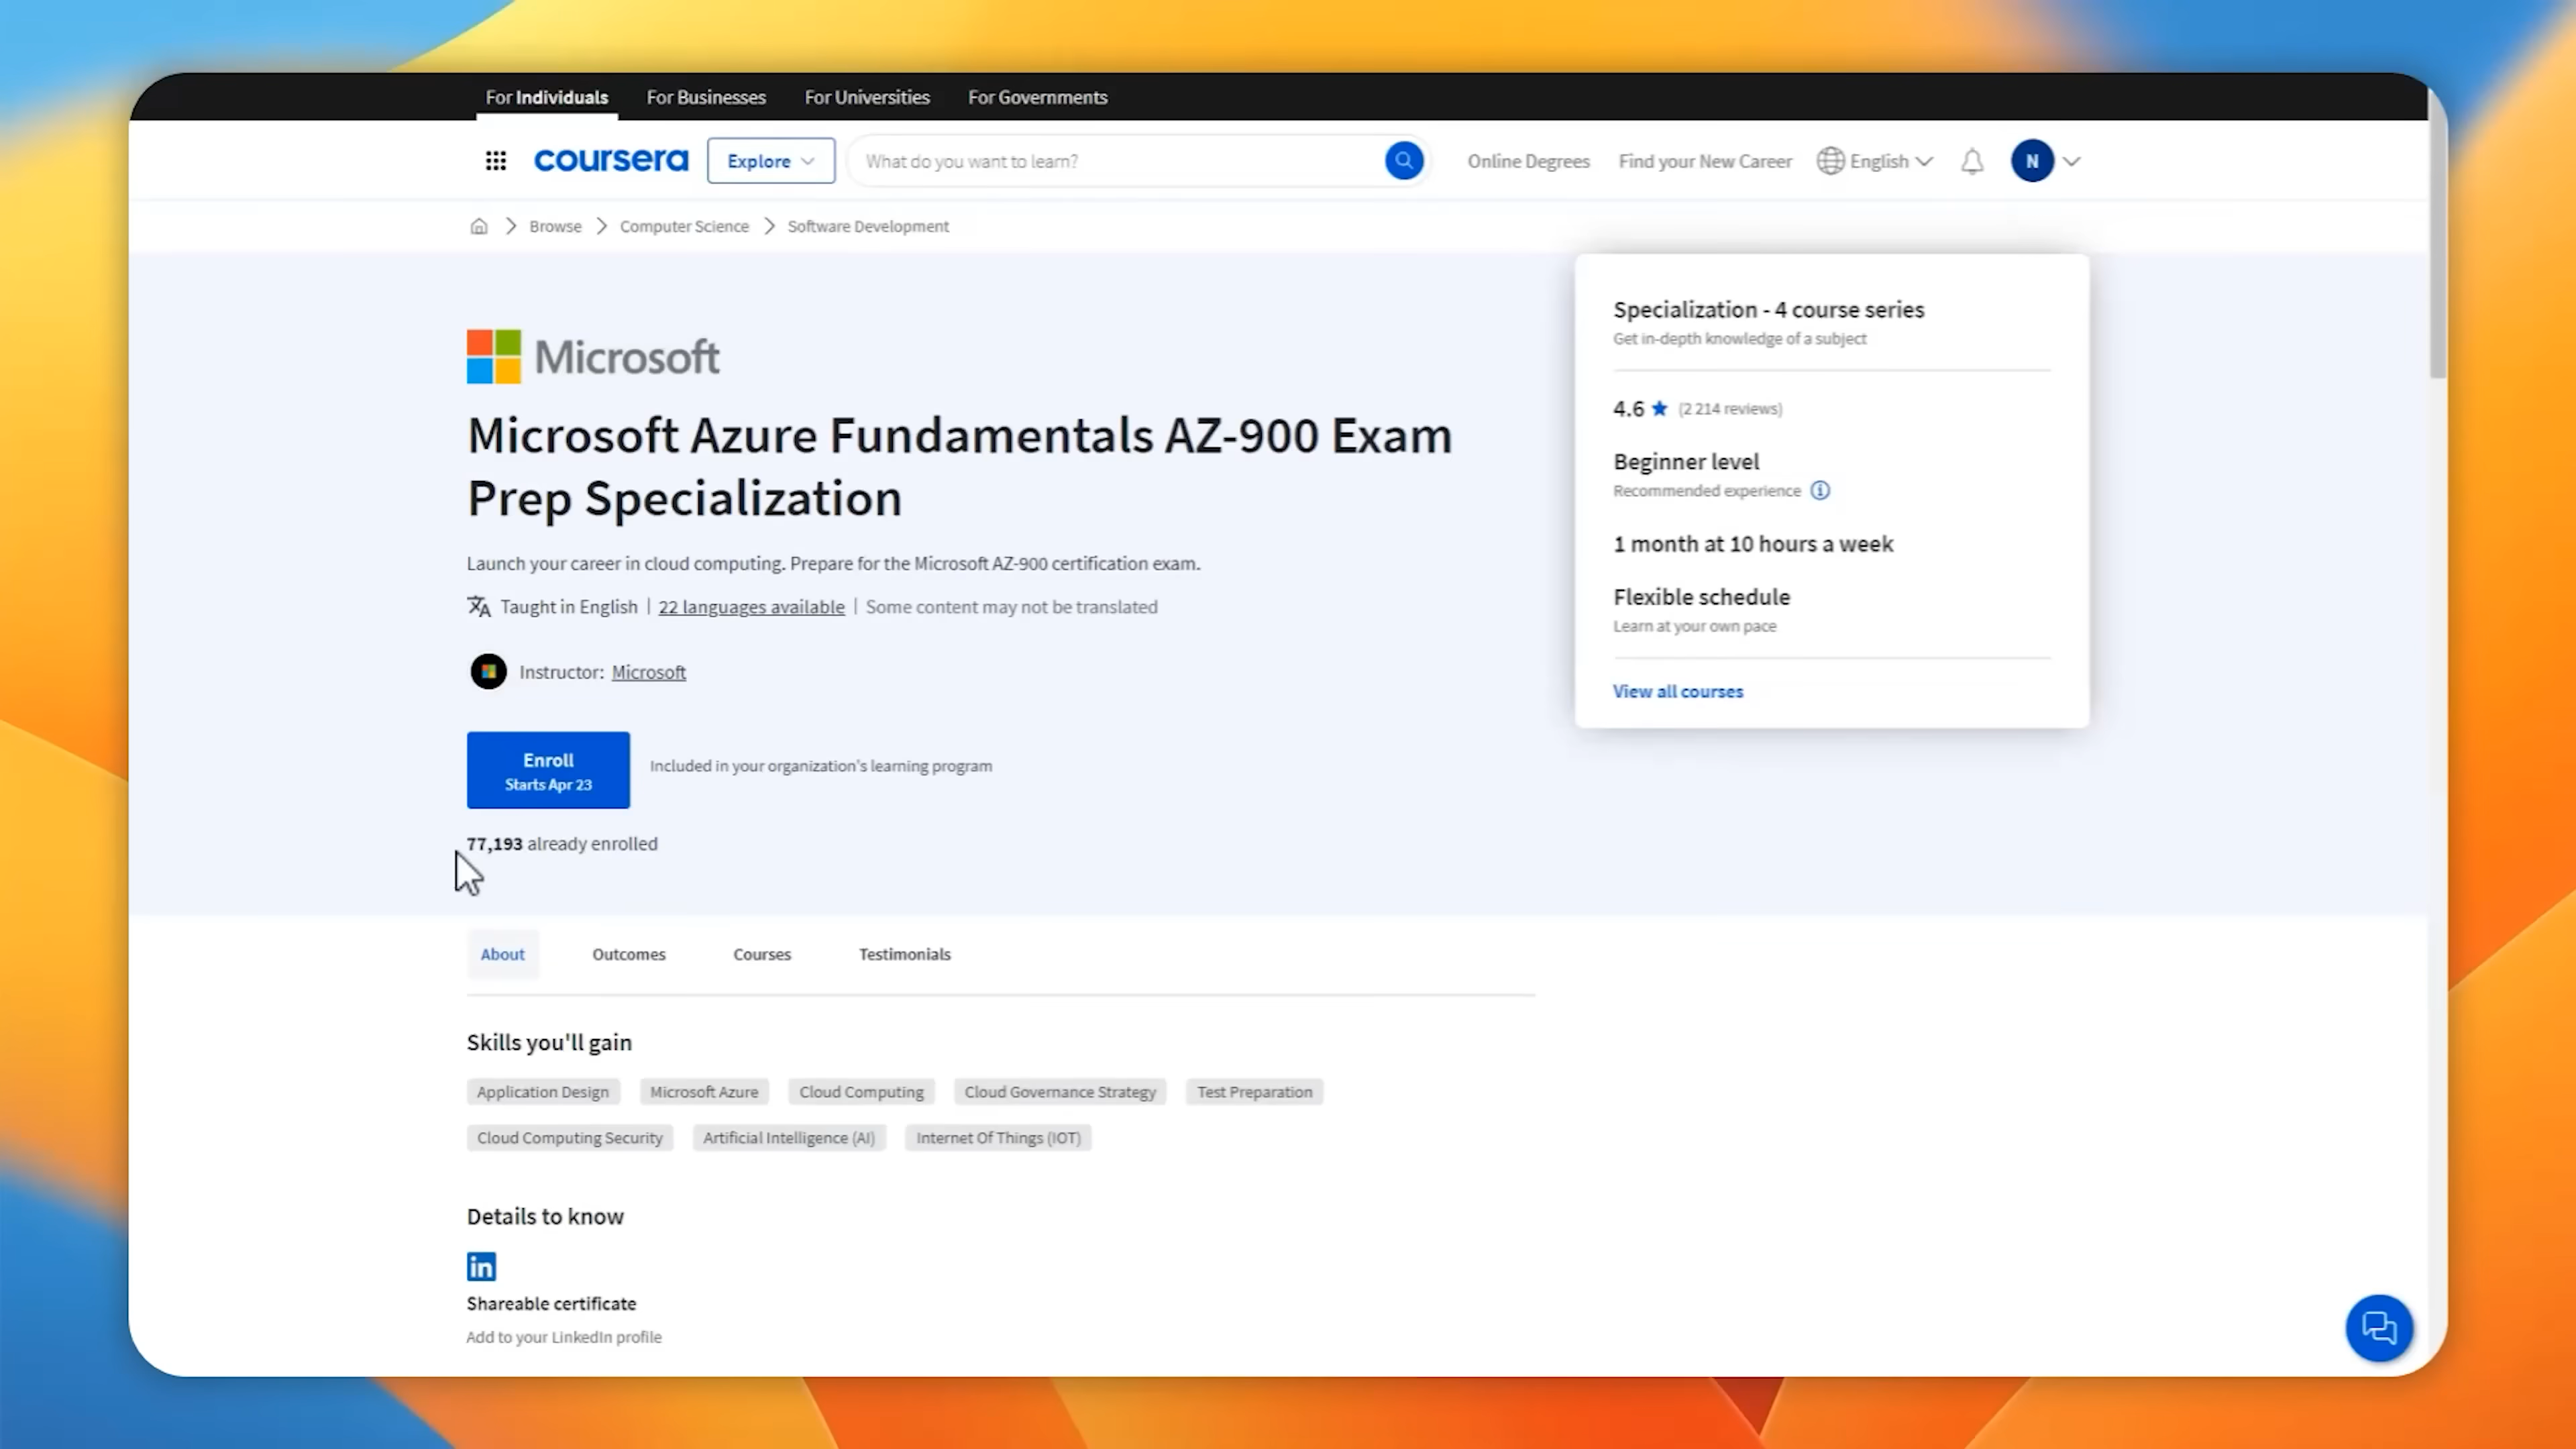 For Individuals For Businesses For Universities For Governments
coursera Explore What do you want to learn? Online Degrees Find your New Career English N
Browse Computer Science Software Development
Microsoft
Microsoft Azure Fundamentals AZ-900 Exam
Prep Specialization
Launch your career in cloud computing. Prepare for the Microsoft AZ-900 certification exam.
Taught in English | 22 languages available | Some content may not be translated
Instructor: Microsoft
Enroll
Starts Apr 23
Included in your organization's learning program
77,193 already enrolled
Specialization - 4 course series
Get in-depth knowledge of a subject
4.6 ★ (2 214 reviews)
Beginner level
Recommended experience
1 month at 10 hours a week
Flexible schedule
Learn at your own pace
View all courses
About Outcomes Courses Testimonials
Skills you'll gain
Application Design Microsoft Azure Cloud Computing Cloud Governance Strategy Test Preparation
Cloud Computing Security Artificial Intelligence (AI) Internet Of Things (IOT)
Details to know
in
Shareable certificate
Add to your LinkedIn profile